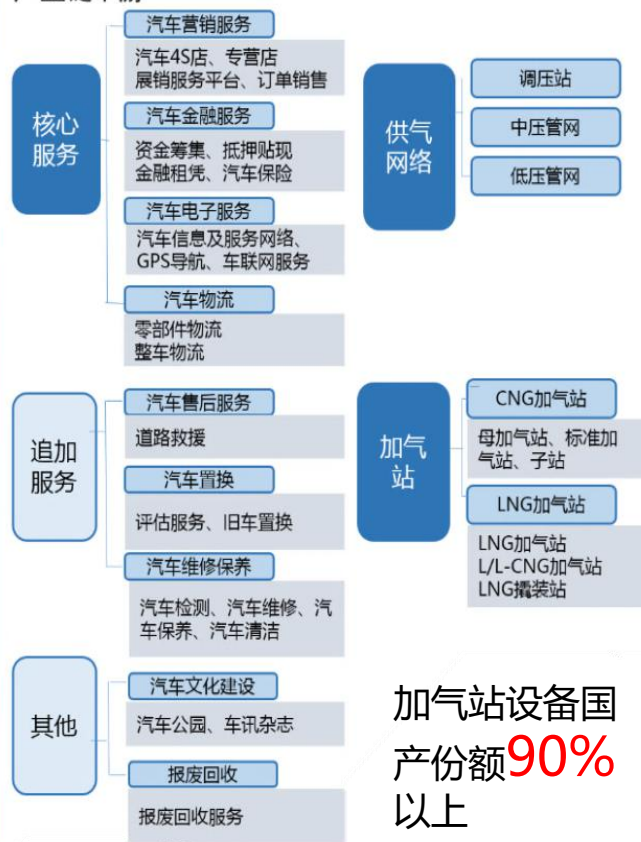 核心
服务
汽车营销服务
汽车4S店、专营店
展销服务平台、订单销售
汽车金融服务
资金筹集、抵押贴现
金融租凭、汽车保险
汽车电子服务
汽车信息及服务网络、
GPS导航、车联网服务
汽车物流
零部件物流
整车物流
追加
服务
汽车售后服务
道路救援
汽车置换
评估服务、旧车置换
汽车维修保养
汽车检测、汽车维修、汽
车保养、汽车清洁
其他
汽车文化建设
汽车公园、车讯杂志
报废回收
报废回收服务
供气
网络
调压站
中压管网
低压管网
加气
站
CNG加气站
母加气站、标准加
气站、子站
LNG加气站
LNG加气站
L/L-CNG加气站
LNG撬装站
加气站设备国
产份额90%
以上